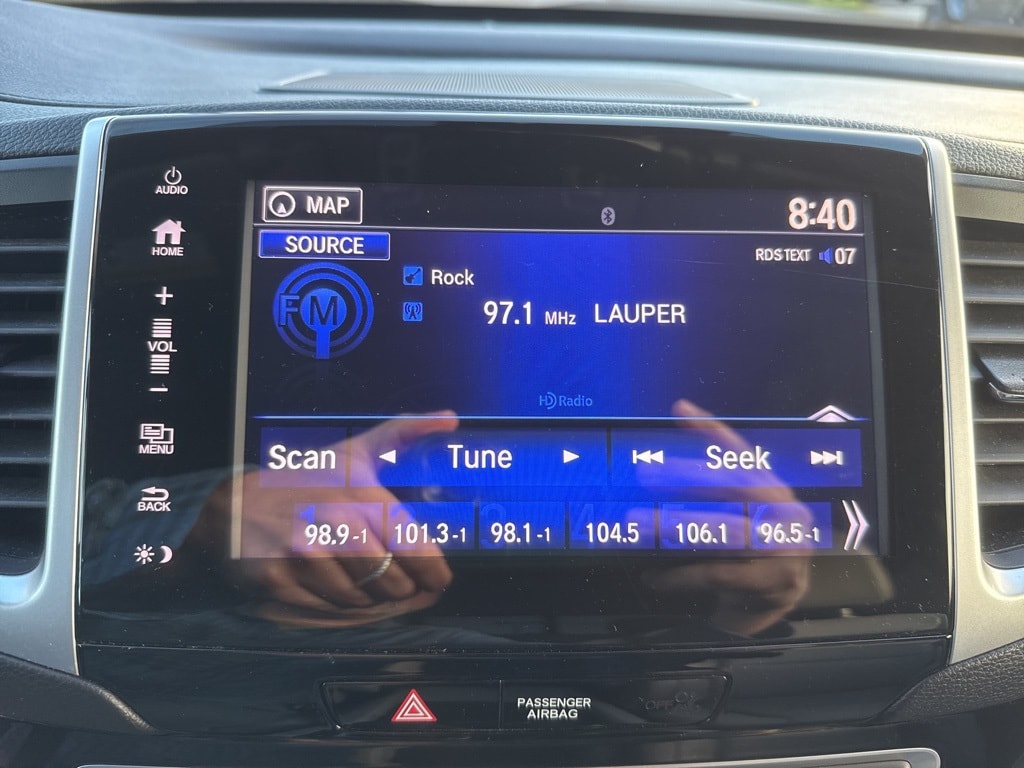 AUDIO
HOME
+
VOL
−
MENU
BACK
MAP
8:40
SOURCE
RDS TEXT 07
FM
Rock
97.1 MHz LAUPER
HD Radio
Scan Tune Seek
98.9-1 101.3-1 98.1-1 104.5 106.1 96.5-1
PASSENGER
AIRBAG
OFF